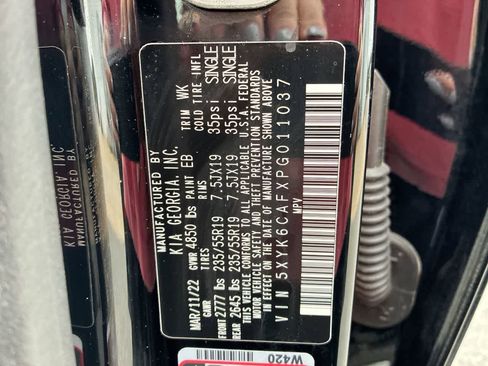 MANUFACTURED BY
KIA GEORGIA, INC.
MAR/11/22 GVWR 4850 lbs PAINT EB TRIM WK
GAWR TIRES RIMS COLD TIRE-INFL
FRONT 2777 lbs 235/55R19 7.5JX19 35psi SINGLE
REAR 2645 lbs 235/55R19 7.5JX19 35psi SINGLE
THIS VEHICLE CONFORMS TO ALL APPLICABLE U.S.A. FEDERAL
MOTOR VEHICLE SAFETY AND THEFT PREVENTION STANDARDS
IN EFFECT ON THE DATE OF MANUFACTURE SHOWN ABOVE
VIN 5XYK6CAFXPG011037
MPV
MANUFACTURED BY
KIA GEORGIA INC
W420